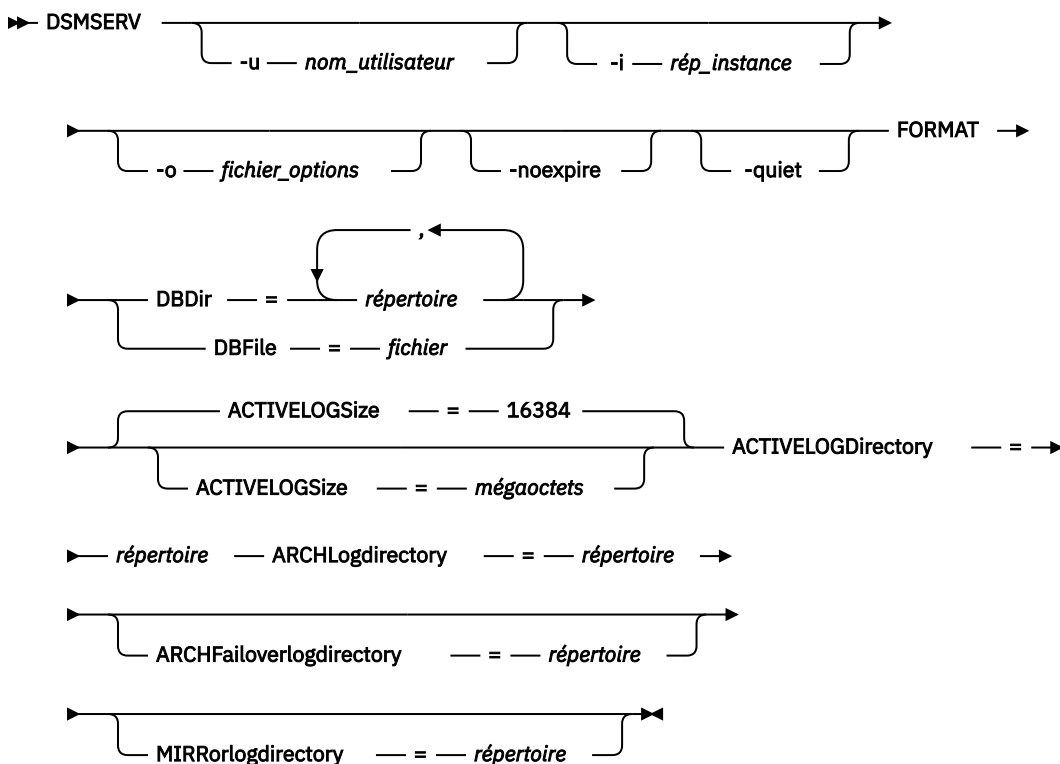 DSMSERV
-u nom_utilisateur -i rép_instance
FORMAT
-o fichier_options -noexpire -quiet
,
DBDir = répertoire
DBFile = fichier
ACTIVELOGSize = 16384
ACTIVELOGDirectory =
ACTIVELOGSize = mégaoctets
répertoire ARCHLogdirectory = répertoire
ARCHFailoverlogdirectory = répertoire
MIRRorlogdirectory = répertoire